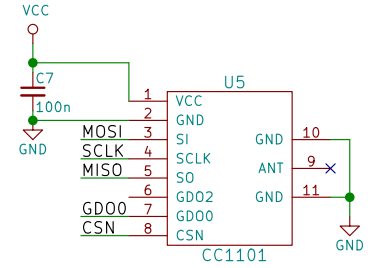 VCC
C7
100n
GND
U5
1 VCC
2 GND
MOSI 3 SI
SCLK 4 SCLK
MISO 5 SO
6 GDO2
GDO0 7 GDO0
CSN 8 CSN
GND 10
ANT 9
GND 11
CC1101
GND